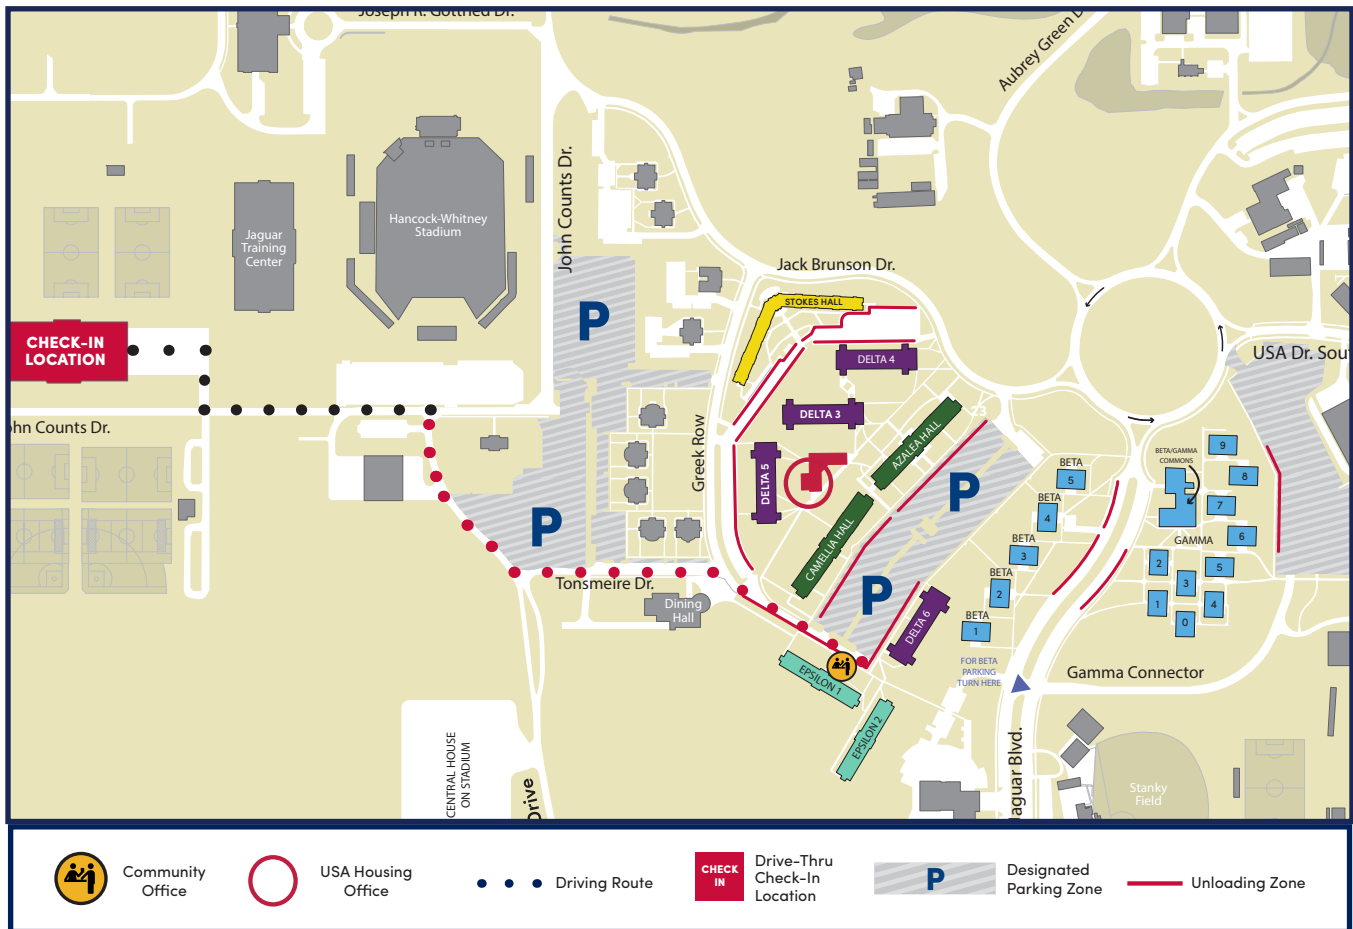 Joseph R. Gottfried Dr.
Aubrey Green D
John Counts Dr.
Hancock-Whitney
Stadium
Jaguar
Training
Center
Jack Brunson Dr.
STOKES HALL
P
CHECK-IN
LOCATION
DELTA 4
USA Dr. Sou
DELTA 3
23
ohn Counts Dr.
Greek Row
AZALEA HALL
DELTA 5
BETA/GAMMA
COMMONS
9
BETA
5
8
P
BETA
4
7
P
CAMELLIA HALL
GAMMA
6
BETA
3
2
5
3
Tonsmeire Dr.
P
BETA
2
1
4
0
Dining
Hall
DELTA 6
BETA
1
EPSILON 1
FOR BETA
PARKING
TURN HERE
Gamma Connector
EPSILON 2
CENTRAL HOUSE
ON STADIUM
Drive
Jaguar Blvd.
Stanky
Field
Community
Office
USA Housing
Office
Driving Route
CHECK
IN
Drive-Thru
Check-In
Location
P
Designated
Parking Zone
Unloading Zone